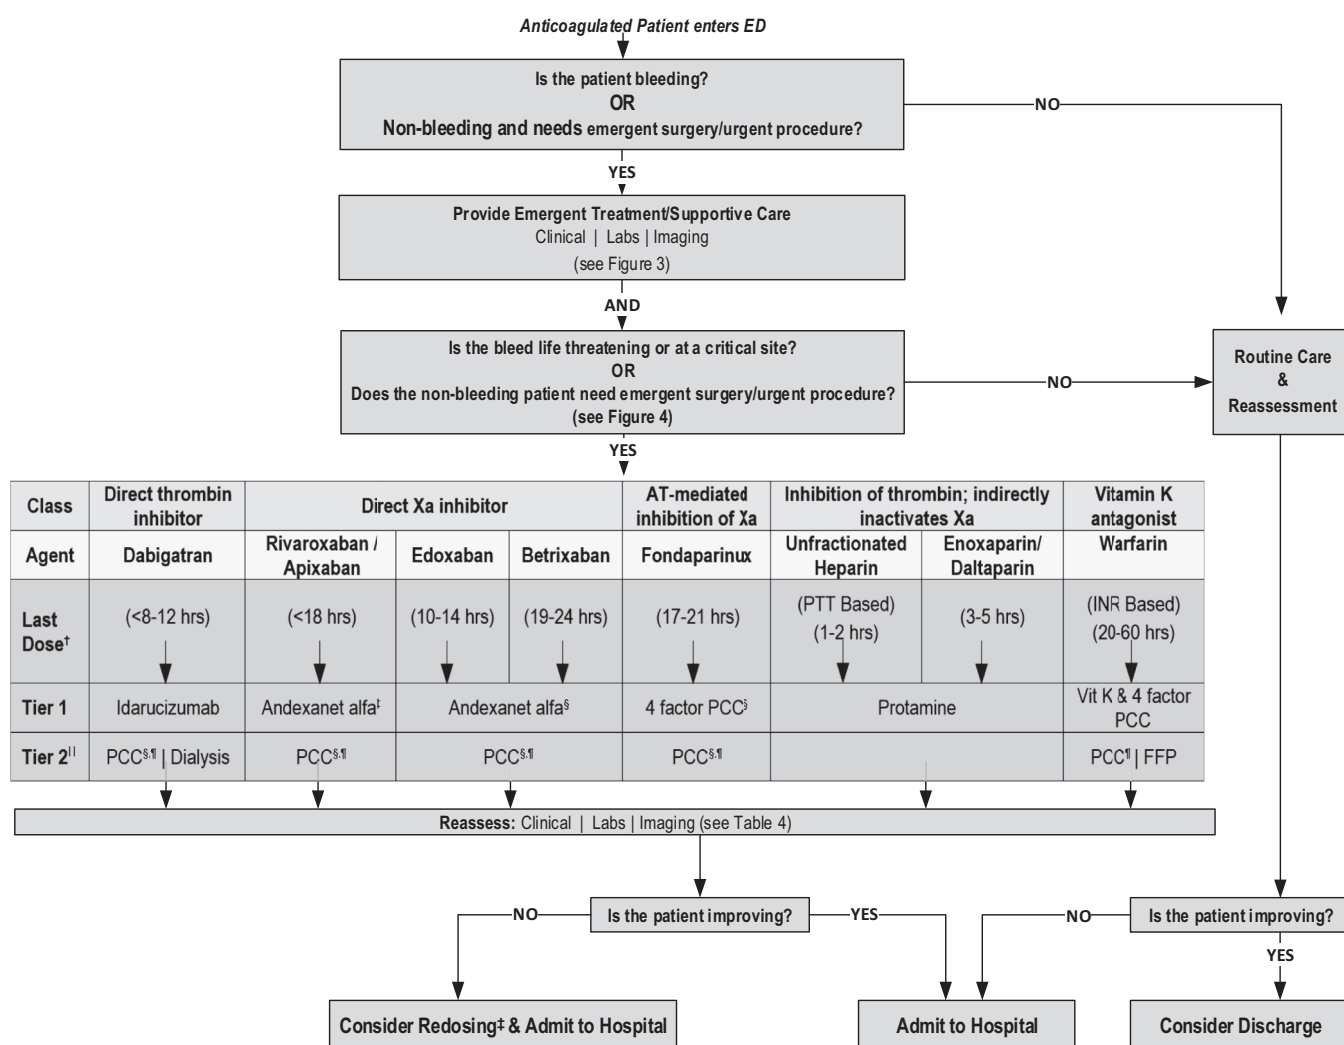 Anticoagulated Patient enters ED
Is the patient bleeding?
OR
Non-bleeding and needs emergent surgery/urgent procedure?
NO
YES
Provide Emergent Treatment/Supportive Care
Clinical | Labs | Imaging
(see Figure 3)
AND
Is the bleed life threatening or at a critical site?
OR
Does the non-bleeding patient need emergent surgery/urgent procedure?
(see Figure 4)
NO
Routine Care
&
Reassessment
YES
Class
Direct thrombin
inhibitor
Direct Xa inhibitor
AT-mediated
inhibition of Xa
Inhibition of thrombin; indirectly
inactivates Xa
Vitamin K
antagonist
Agent
Dabigatran
Rivaroxaban /
Apixaban
Edoxaban
Betrixaban
Fondaparinux
Unfractionated
Heparin
Enoxaparin/
Daltaparin
Warfarin
Last
Dose†
(<8-12 hrs)
(<18 hrs)
(10-14 hrs)
(19-24 hrs)
(17-21 hrs)
(PTT Based)
(1-2 hrs)
(3-5 hrs)
(INR Based)
(20-60 hrs)
Tier 1
Idarucizumab
Andexanet alfa‡
Andexanet alfa§
4 factor PCC§
Protamine
Vit K & 4 factor
PCC
Tier 2||
PCC§,¶ | Dialysis
PCC§,¶
PCC§,¶
PCC§,¶
PCC¶ | FFP
Reassess: Clinical | Labs | Imaging (see Table 4)
Is the patient improving?
NO
YES
Is the patient improving?
NO
YES
Consider Redosing‡ & Admit to Hospital
Admit to Hospital
Consider Discharge